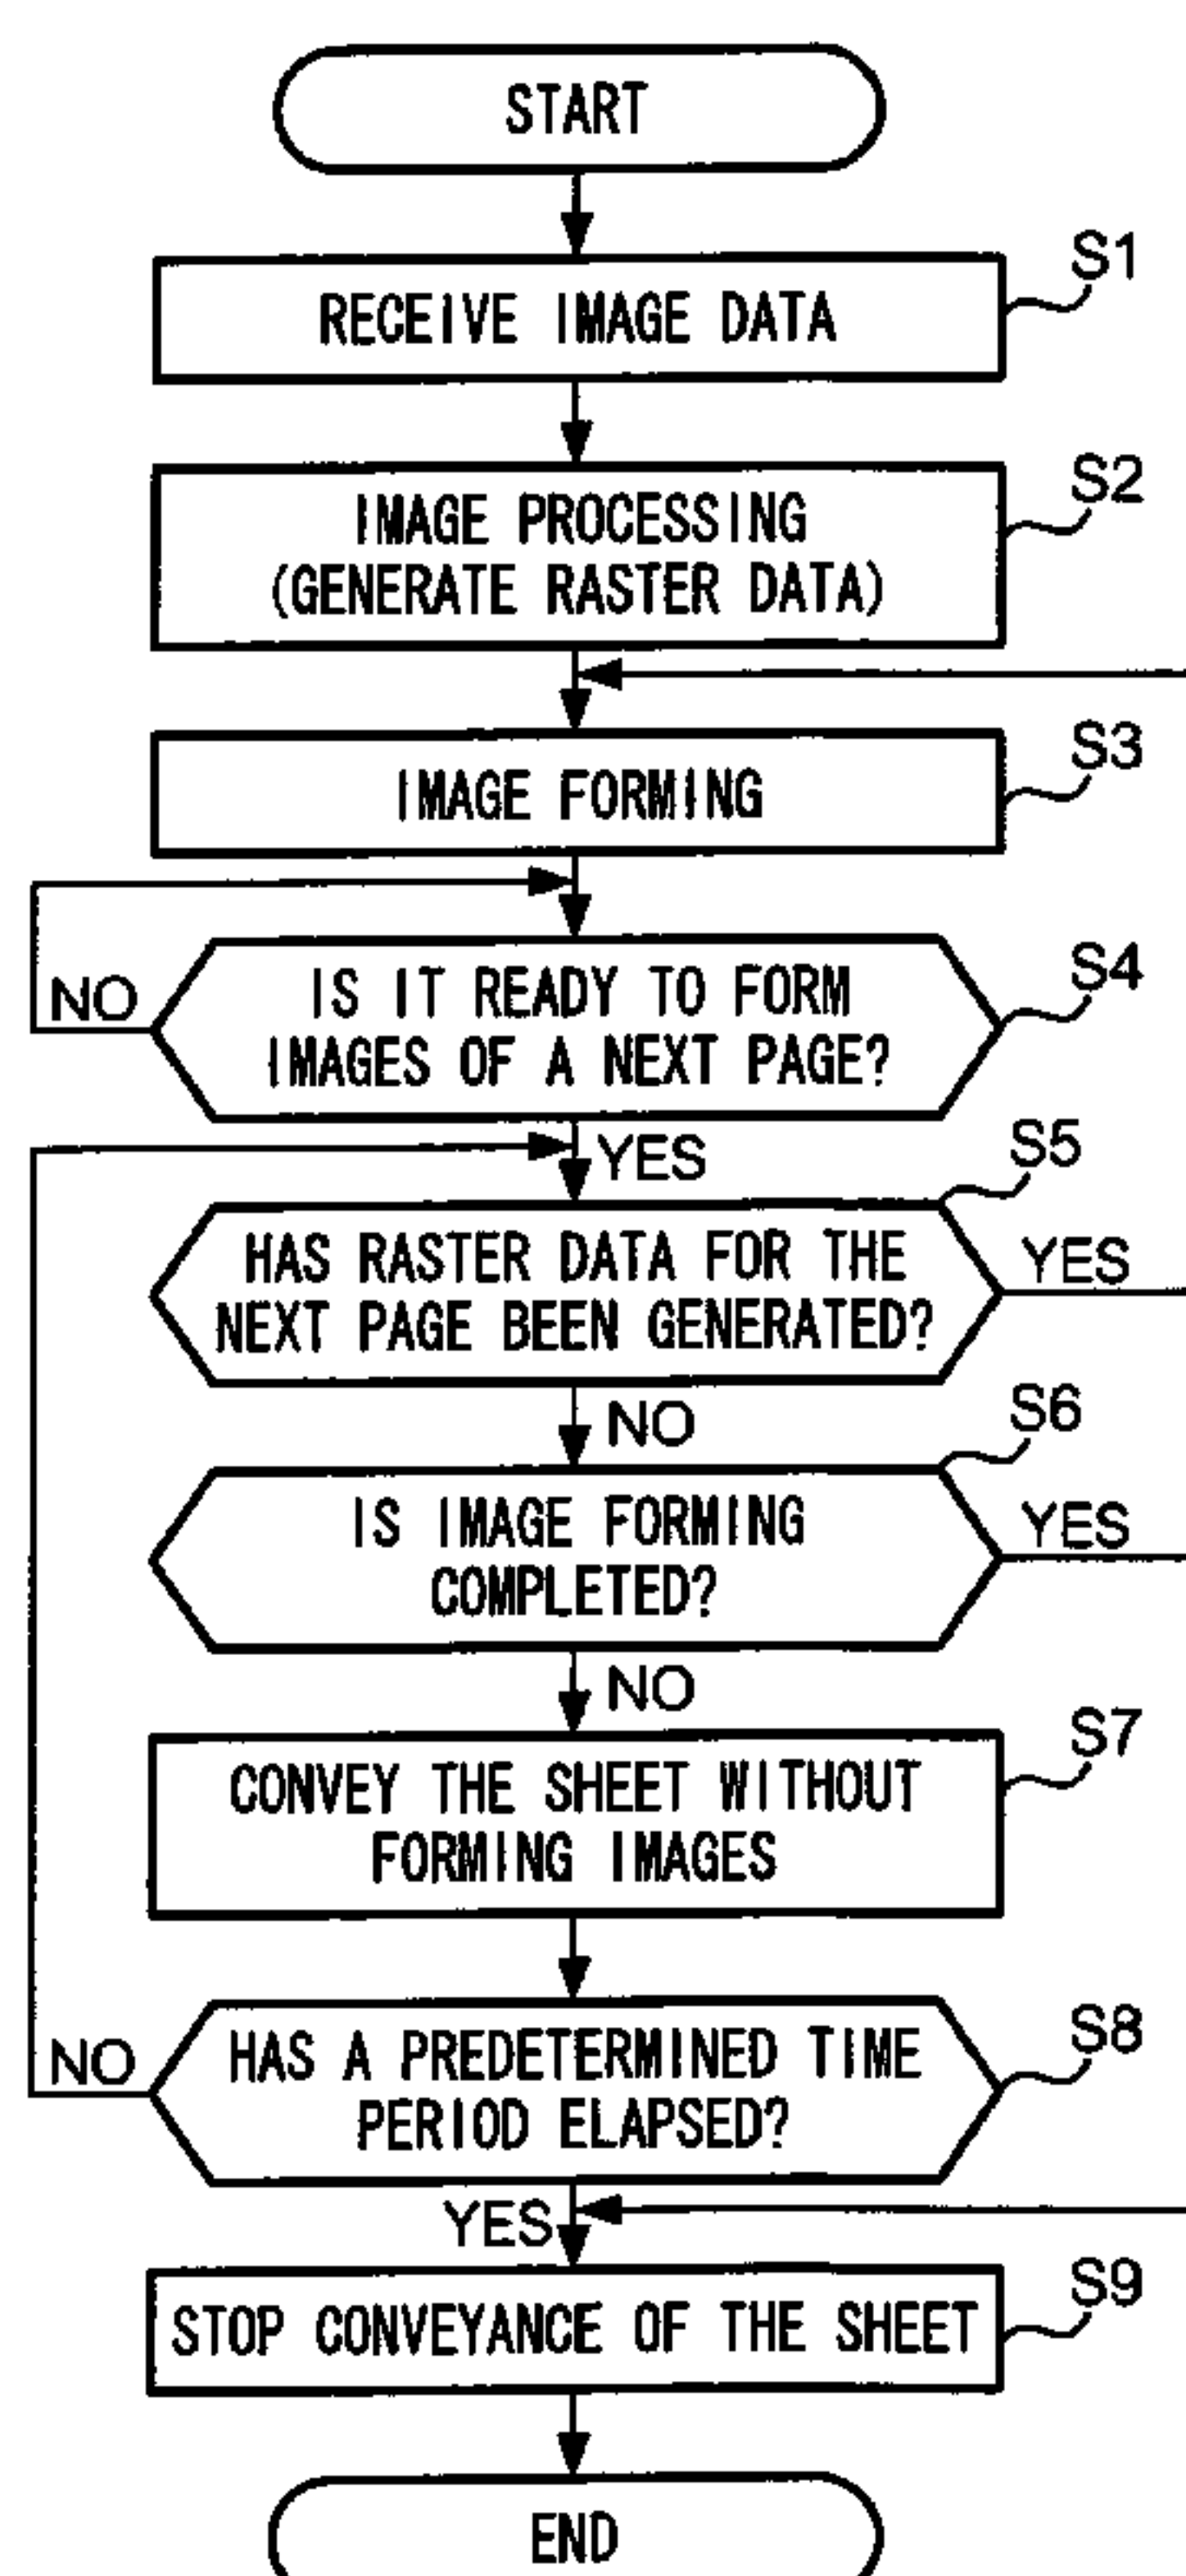 START
S1
RECEIVE IMAGE DATA
S2
IMAGE PROCESSING
(GENERATE RASTER DATA)
S3
IMAGE FORMING
S4
IS IT READY TO FORM
IMAGES OF A NEXT PAGE?
NO
YES
S5
HAS RASTER DATA FOR THE
NEXT PAGE BEEN GENERATED?
YES
NO
S6
IS IMAGE FORMING
COMPLETED?
YES
NO
S7
CONVEY THE SHEET WITHOUT
FORMING IMAGES
S8
HAS A PREDETERMINED TIME
PERIOD ELAPSED?
NO
YES
S9
STOP CONVEYANCE OF THE SHEET
END